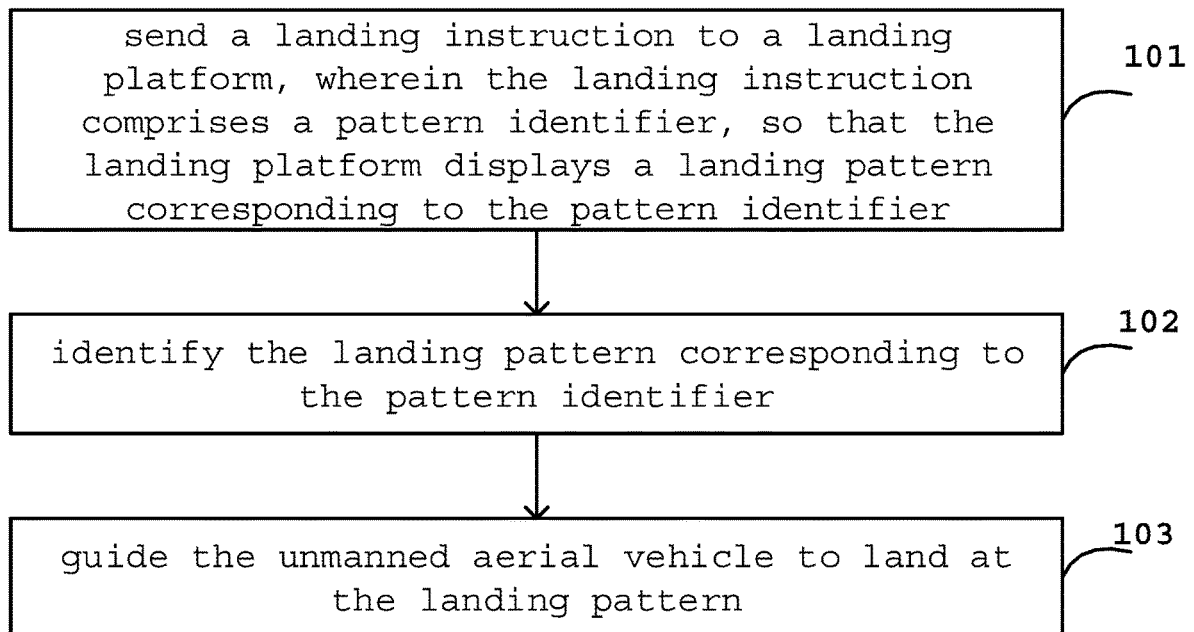 send a landing instruction to a landing
platform, wherein the landing instruction
comprises a pattern identifier, so that the
landing platform displays a landing pattern
corresponding to the pattern identifier
101
identify the landing pattern corresponding to
the pattern identifier
102
guide the unmanned aerial vehicle to land at
the landing pattern
103